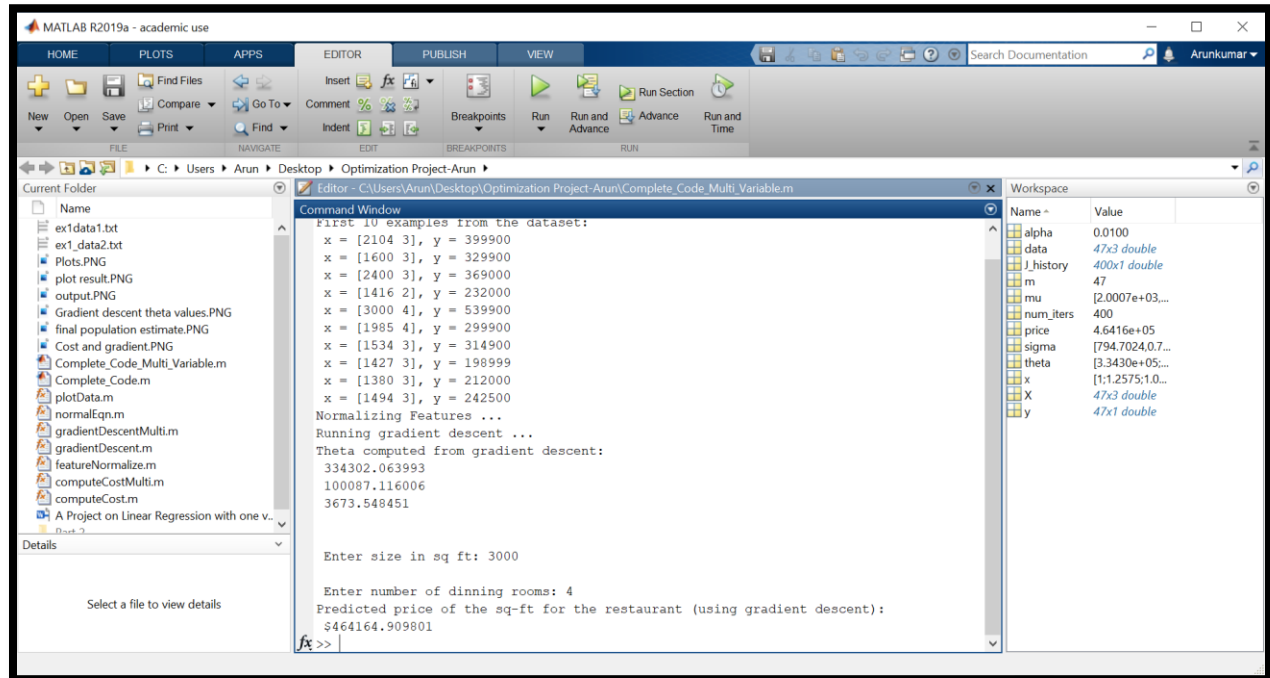 MATLAB R2019a - academic use
HOME PLOTS APPS EDITOR PUBLISH VIEW Search Documentation Arunkumar
New Open Save Find Files Compare Print Go To Find Insert fx Comment Indent Breakpoints Run Run and Advance Run Section Advance Run and Time
FILE NAVIGATE EDIT BREAKPOINTS RUN
C: Users Arun Desktop Optimization Project-Arun
Current Folder
Name
ex1data1.txt
ex1_data2.txt
Plots.PNG
plot result.PNG
output.PNG
Gradient descent theta values.PNG
final population estimate.PNG
Cost and gradient.PNG
Complete_Code_Multi_Variable.m
Complete_Code.m
plotData.m
normalEqn.m
gradientDescentMulti.m
gradientDescent.m
featureNormalize.m
computeCostMulti.m
computeCost.m
A Project on Linear Regression with one v...
Part 2
Details
Select a file to view details
Editor - C:\Users\Arun\Desktop\Optimization Project-Arun\Complete_Code_Multi_Variable.m
Command Window
First 10 examples from the dataset:
x = [2104 3], y = 399900
x = [1600 3], y = 329900
x = [2400 3], y = 369000
x = [1416 2], y = 232000
x = [3000 4], y = 539900
x = [1985 4], y = 299900
x = [1534 3], y = 314900
x = [1427 3], y = 198999
x = [1380 3], y = 212000
x = [1494 3], y = 242500
Normalizing Features ...
Running gradient descent ...
Theta computed from gradient descent:
334302.063993
100087.116006
3673.548451
Enter size in sq ft: 3000
Enter number of dinning rooms: 4
Predicted price of the sq-ft for the restaurant (using gradient descent):
$464164.909801
fx >>
Workspace
Name Value
alpha 0.0100
data 47x3 double
J_history 400x1 double
m 47
mu [2.0007e+03,...
num_iters 400
price 4.6416e+05
sigma [794.7024,0.7...
theta [3.3430e+05;...
x [1;1.2575;1.0...
X 47x3 double
y 47x1 double